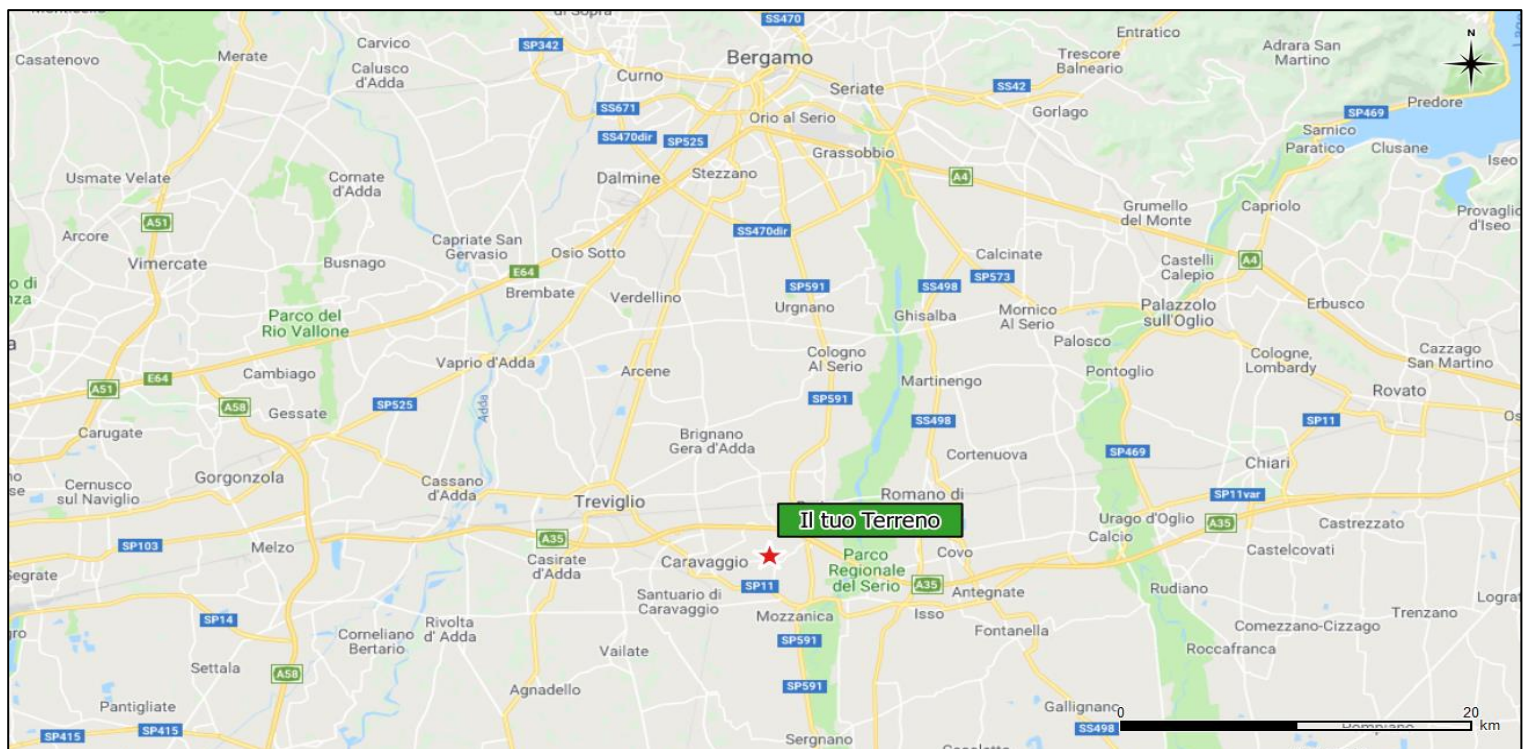 di Sopra
SS470
Entratico
Carvico
SP342
Bergamo
Trescore
Balneario
Adrara San
Martino
N
Casatenovo
Merate
Calusco
d'Adda
Curno
Seriate
SS42
Predore
SS671
Orio al Serio
Gorlago
SP469
Sarnico
SS470dir
SP525
Grassobbio
Paratico
Clusane
Iseo
Usmate Velate
Cornate
d'Adda
Dalmine
Stezzano
A4
Grumello
del Monte
Capriolo
Provaglio
d'Iseo
A51
Arcore
Capriate San
Gervasio
SS470dir
Vimercate
Busnago
Osio Sotto
Calcinate
Castelli
Calepio
A4
E64
SP573
Brembate
Verdellino
SP591
SS498
Urgnano
Ghisalba
Mornico
Al Serio
Palazzolo
sull'Oglio
Erbusco
Parco del
Rio Vallone
Palosco
Vaprio d'Adda
Cologno
Al Serio
Cologne,
Lombardy
Cazzago
San Martino
E64
Cambiago
Arcene
Martinengo
Pontoglio
Rovato
A51
A58
Gessate
SP525
Adda
SP591
SS498
SP11
Carugate
Brignano
Gera d'Adda
Cortenuova
SP469
Chiari
Gorgonzola
Cernusco
sul Naviglio
Cassano
d'Adda
Treviglio
Romano di
SP11var
Il tuo Terreno
Urago d'Oglio
A35
Castrezzato
SP103
Melzo
A35
Calcio
Casirate
d'Adda
Caravaggio
Parco
Regionale
del Serio
Covo
Castelcovati
Segrate
SP11
A35
Antegnate
Rudiano
Santuario di
Caravaggio
Mozzanica
Isso
Trenzano
SP14
Rivolta
d' Adda
Fontanella
Comezzano-Cizzago
Corneliano
Bertario
Vailate
SP591
Roccafranca
Settala
A58
Agnadello
SP591
Pantigliate
Gallignano
0
20
km
SP415
SP415
SS498
Sergnano